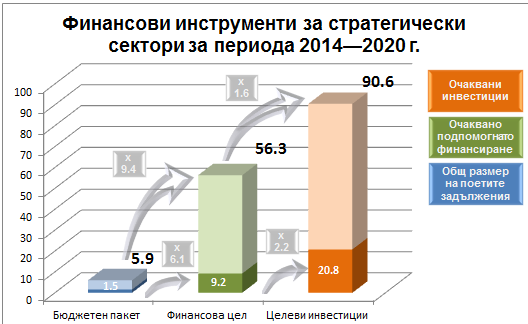 Финансови инструменти за стратегически
сектори за периода 2014—2020 г.
100
90
80
70
60
50
40
30
20
10
0
5.9
1.5
x
9.4
x
6.1
56.3
9.2
x
1.6
x
2.2
90.6
20.8
Бюджетен пакет
Финансова цел
Целеви инвестиции
Очаквани
инвестиции
Очаквано
подпомогнато
финансиране
Общ размер
на поетите
задължения